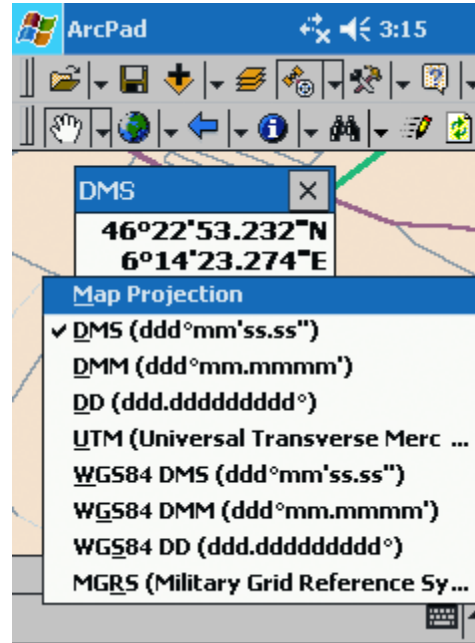 ArcPad 3:15
DMS
46°22'53.232"N
6°14'23.274"E
Map Projection
DMS (ddd°mm'ss.ss")
DMM (ddd°mm.mmmm')
DD (ddd.ddddddddd°)
UTM (Universal Transverse Merc ...
WGS84 DMS (ddd°mm'ss.ss")
WGS84 DMM (ddd°mm.mmmm')
WGS84 DD (ddd.ddddddddd°)
MGRS (Military Grid Reference Sy...